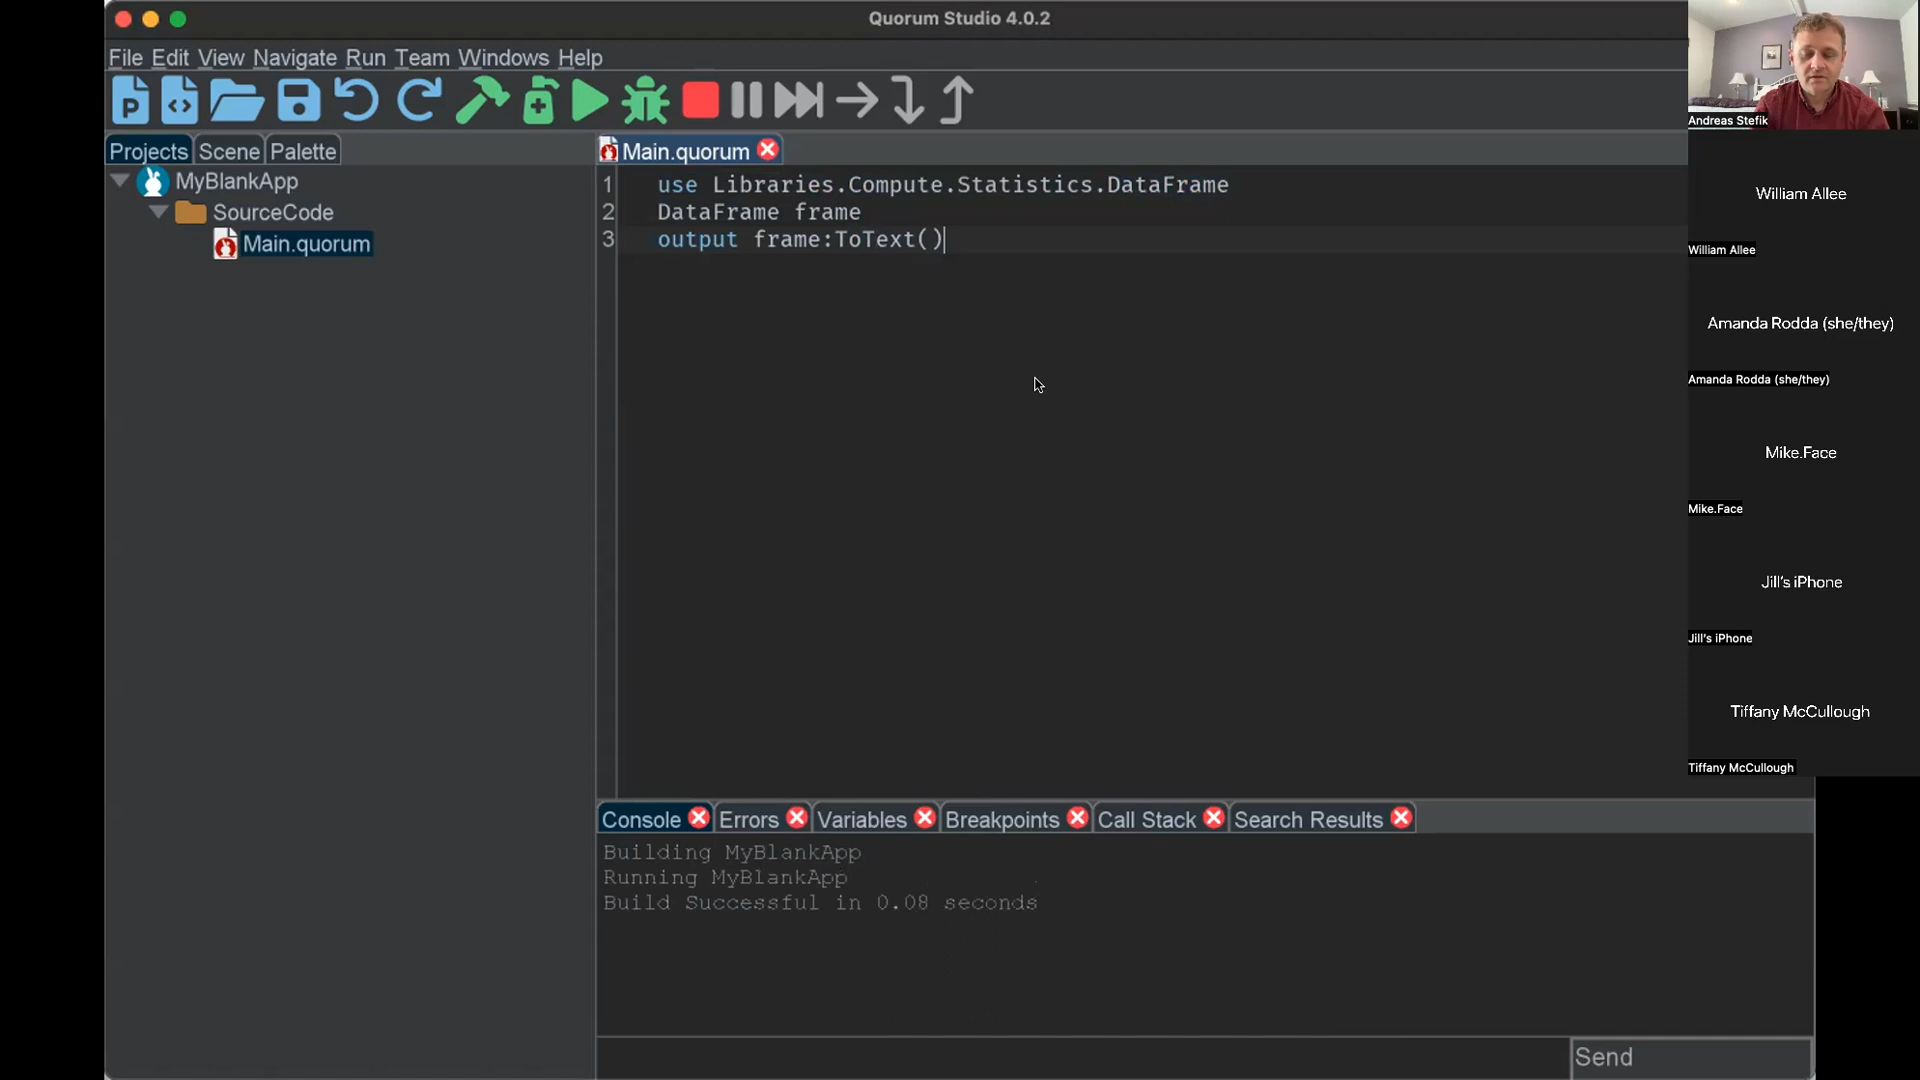 Quorum Studio 4.0.2
File Edit View Navigate Run Team Windows Help
Projects Scene Palette
MyBlankApp
SourceCode
Main.quorum
Main.quorum
1 use Libraries.Compute.Statistics.DataFrame
2 DataFrame frame
3 output frame:ToText()
Console Errors Variables Breakpoints Call Stack Search Results
Building MyBlankApp
Running MyBlankApp
Build Successful in 0.08 seconds
Send
Andreas Stefik
William Allee
William Allee
Amanda Rodda (she/they)
Amanda Rodda (she/they)
Mike.Face
Mike.Face
Jill's iPhone
Jill's iPhone
Tiffany McCullough
Tiffany McCullough